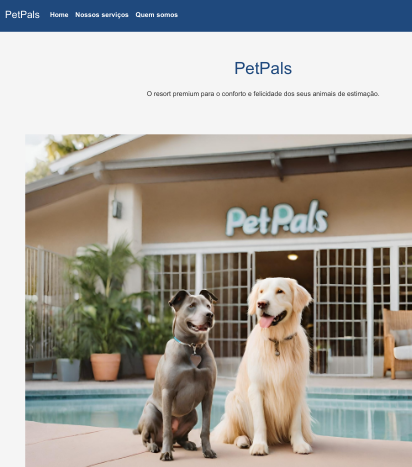 PetPals Home Nossos serviços Quem somos
PetPals
O resort premium para o conforto e felicidade dos seus animais de estimação.
PetPals